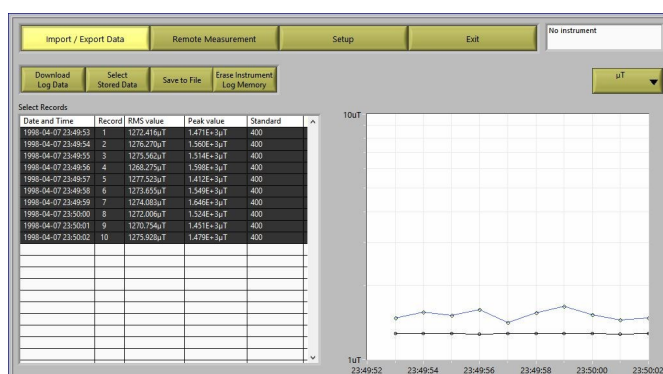 Import / Export Data Remote Measurement Setup Exit
No instrument
Download Log Data
Select Stored Data
Save to File
Erase Instrument Log Memory
µT
Select Records
Date and Time Record RMS value Peak value Standard
1998-04-07 23:49:53 1 1272.416µT 1.471E+3µT 400
1998-04-07 23:49:54 2 1276.270µT 1.560E+3µT 400
1998-04-07 23:49:55 3 1275.562µT 1.514E+3µT 400
1998-04-07 23:49:56 4 1268.275µT 1.598E+3µT 400
1998-04-07 23:49:57 5 1277.523µT 1.412E+3µT 400
1998-04-07 23:49:58 6 1273.655µT 1.549E+3µT 400
1998-04-07 23:49:59 7 1274.083µT 1.646E+3µT 400
1998-04-07 23:50:00 8 1272.006µT 1.524E+3µT 400
1998-04-07 23:50:01 9 1270.754µT 1.451E+3µT 400
1998-04-07 23:50:02 10 1275.928µT 1.479E+3µT 400
10uT
1uT
23:49:52 23:49:54 23:49:56 23:49:58 23:50:00 23:50:02